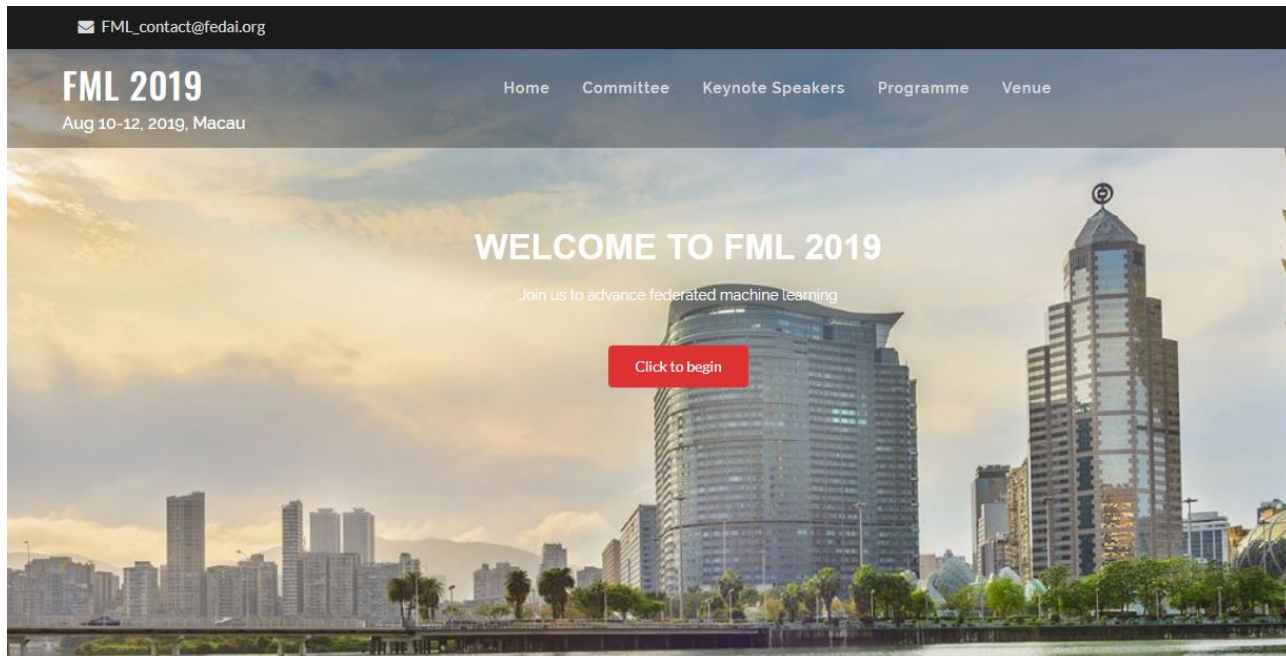 FML_contact@fedai.org
FML 2019
Home Committee Keynote Speakers Programme Venue
Aug 10-12, 2019, Macau
WELCOME TO FML 2019
Join us to advance federated machine learning
Click to begin